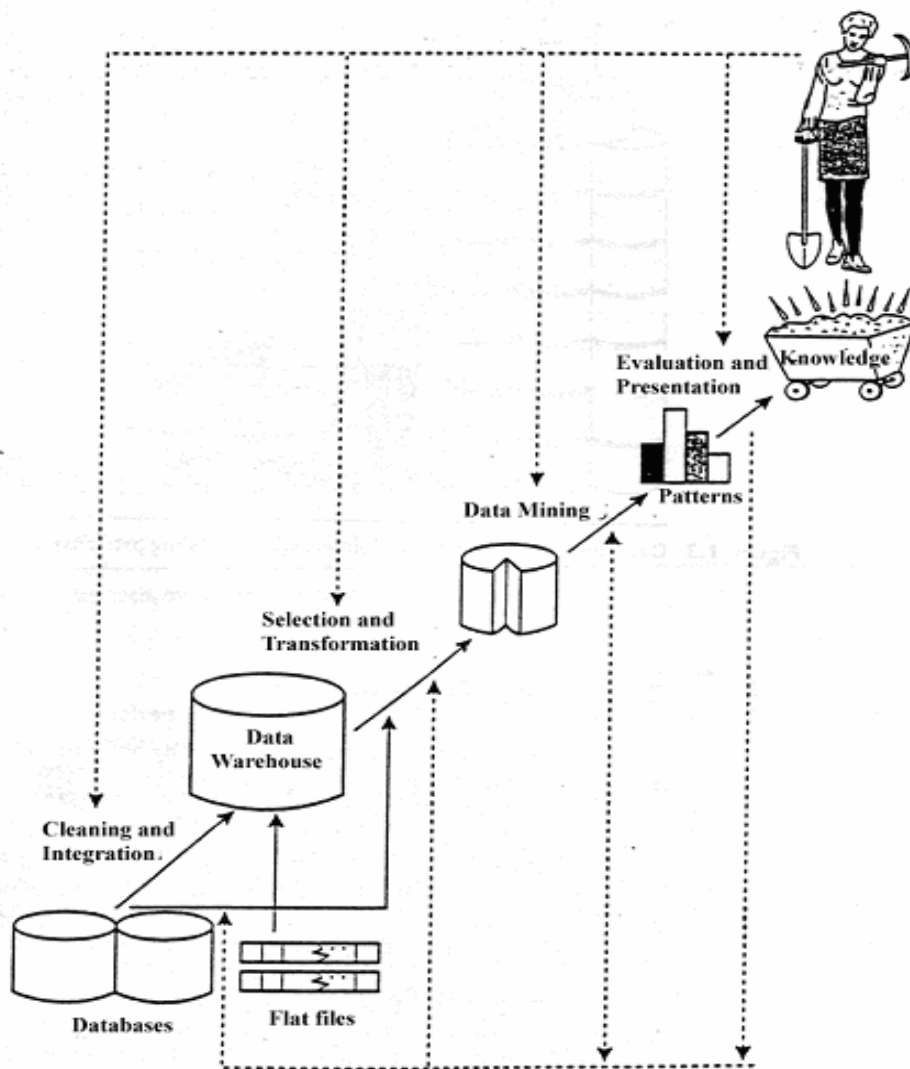 Evaluation and
Presentation
Knowledge
Patterns
Data Mining
Selection and
Transformation
Data
Warehouse
Cleaning and
Integration
Databases
Flat files